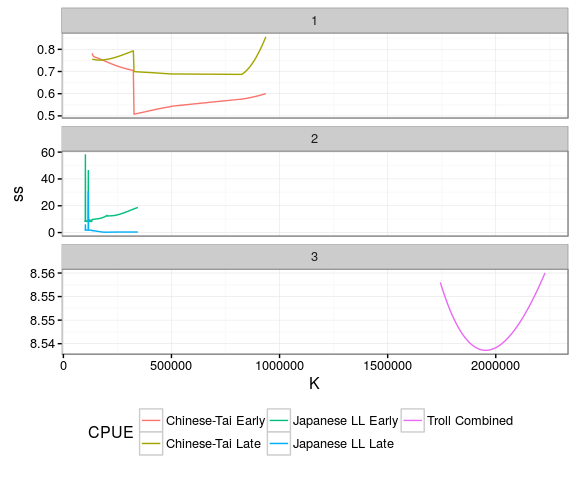 1
0.8
0.7
0.6
0.5
2
60
40
20
0
3
8.56
8.55
8.55
8.54
ss
0 500000 1000000 1500000 2000000
K
CPUE
Chinese-Tai Early Japanese LL Early Troll Combined
Chinese-Tai Late Japanese LL Late